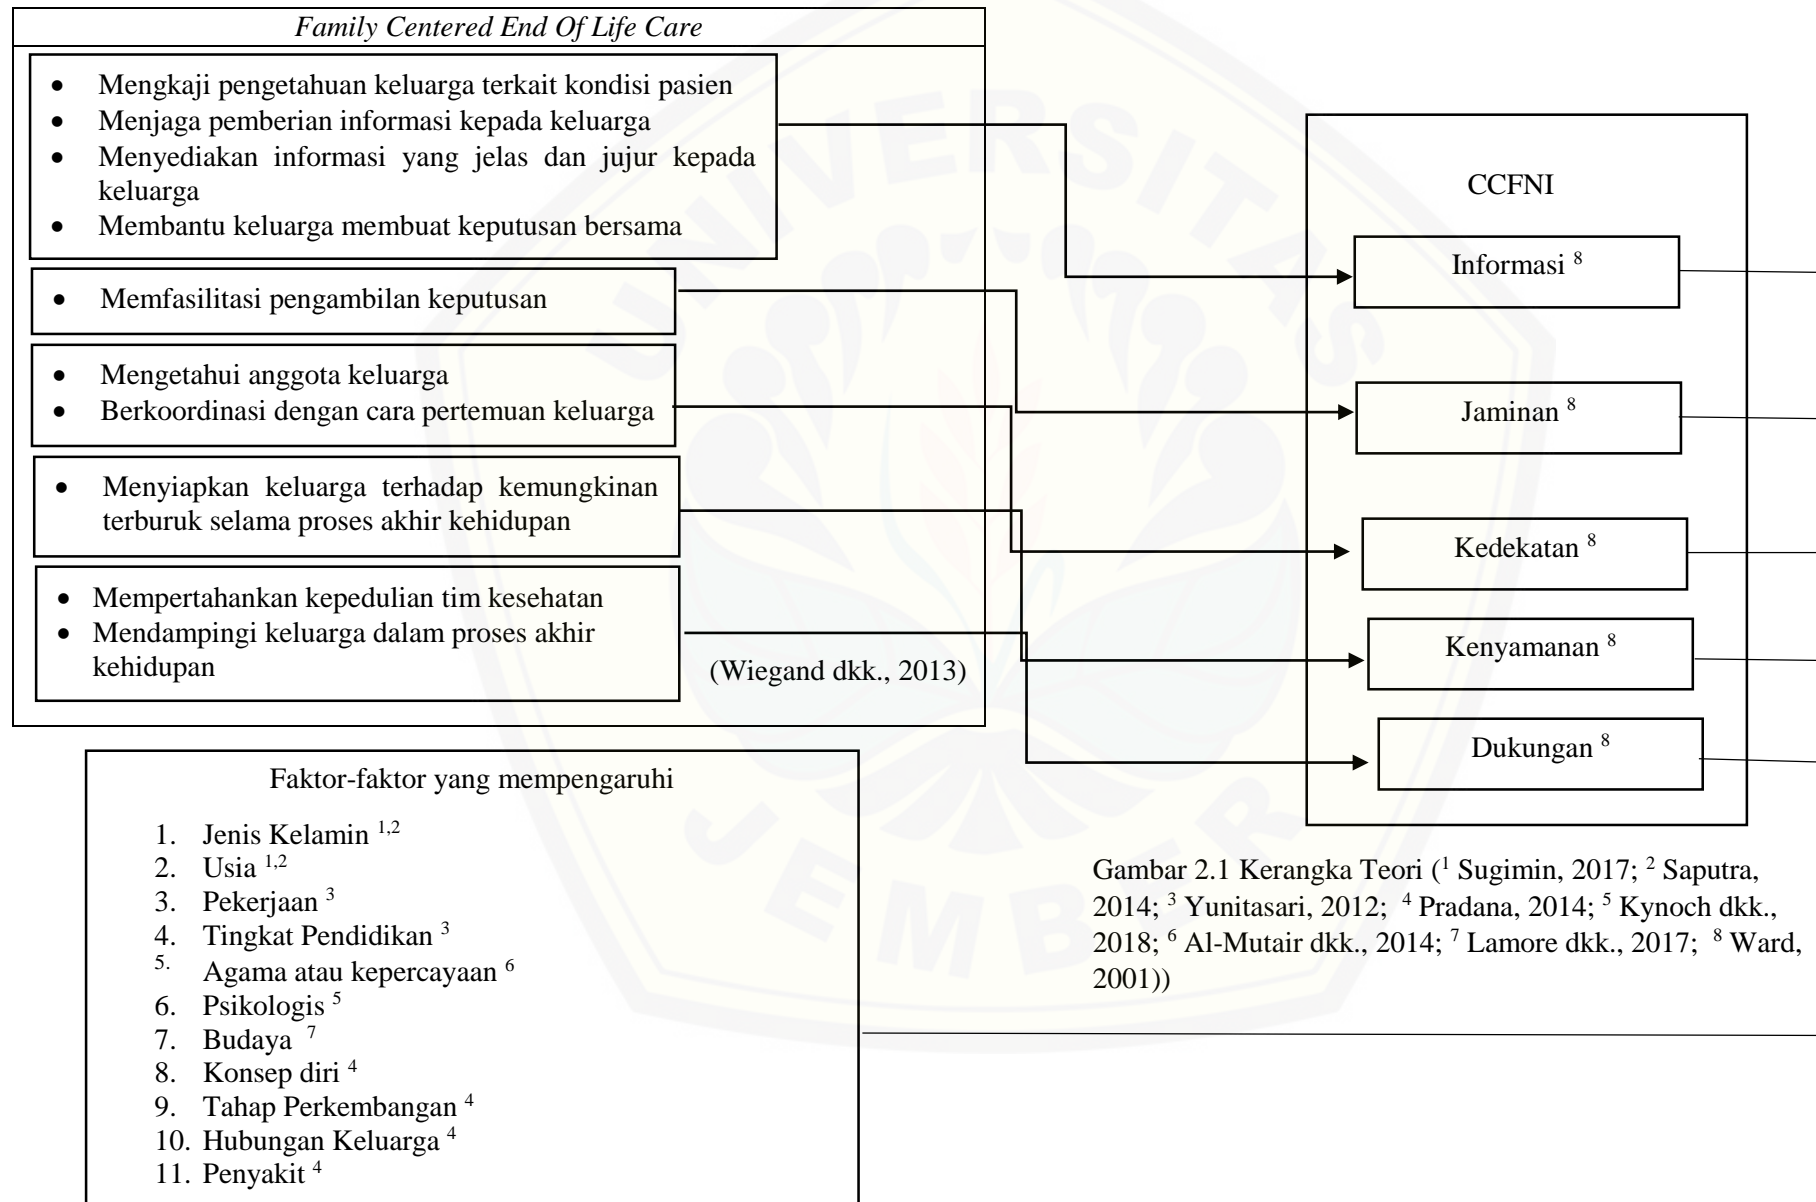 Family Centered End Of Life Care
• Mengkaji pengetahuan keluarga terkait kondisi pasien
• Menjaga pemberian informasi kepada keluarga
• Menyediakan informasi yang jelas dan jujur kepada
keluarga
• Membantu keluarga membuat keputusan bersama
• Memfasilitasi pengambilan keputusan
• Mengetahui anggota keluarga
• Berkoordinasi dengan cara pertemuan keluarga
• Menyiapkan keluarga terhadap kemungkinan
terburuk selama proses akhir kehidupan
• Mempertahankan kepedulian tim kesehatan
• Mendampingi keluarga dalam proses akhir
kehidupan
(Wiegand dkk., 2013)
CCFNI
Informasi 8
Jaminan 8
Kedekatan 8
Kenyamanan 8
Dukungan 8
Faktor-faktor yang mempengaruhi
1. Jenis Kelamin 1,2
2. Usia 1,2
3. Pekerjaan 3
4. Tingkat Pendidikan 3
5. Agama atau kepercayaan 6
6. Psikologis 5
7. Budaya 7
8. Konsep diri 4
9. Tahap Perkembangan 4
10. Hubungan Keluarga 4
11. Penyakit 4
Gambar 2.1 Kerangka Teori (1 Sugimin, 2017; 2 Saputra,
2014; 3 Yunitasari, 2012; 4 Pradana, 2014; 5 Kynoch dkk.,
2018; 6 Al-Mutair dkk., 2014; 7 Lamore dkk., 2017; 8 Ward,
2001))
UNIVERSITAS
JEMBER